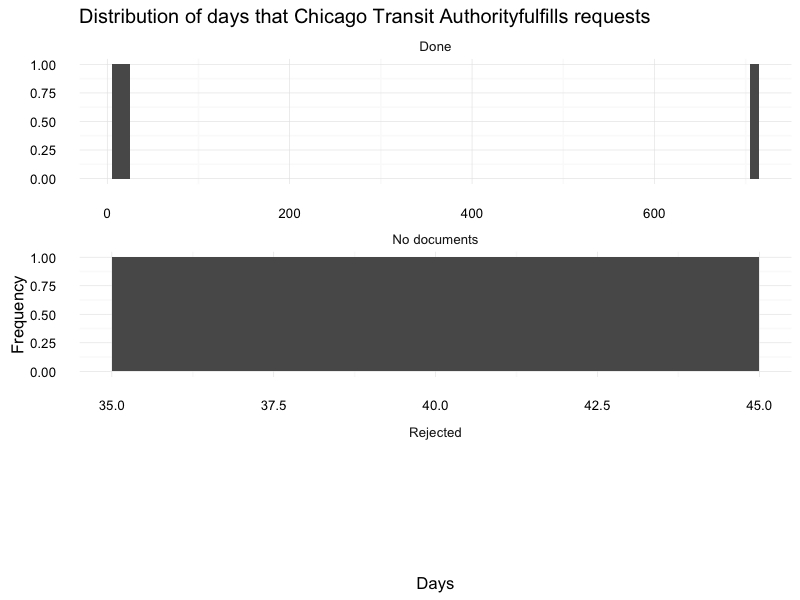 Distribution of days that Chicago Transit Authorityfulfills requests
Done
1.00
0.75
0.50
0.25
0.00
0 200 400 600
No documents
1.00
0.75
0.50
0.25
0.00
Frequency
35.0 37.5 40.0 42.5 45.0
Rejected
Days